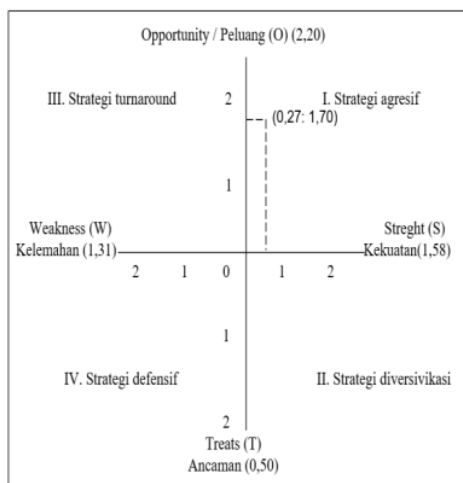 Opportunity / Peluang (O) (2,20)
III. Strategi turnaround
2
I. Strategi agresif
(0,27: 1,70)
1
Weakness (W)
Kelemahan (1,31)
Streght (S)
Kekuatan(1,58)
2 1 0 1 2
1
IV. Strategi defensif
II. Strategi diversivikasi
2
Treats (T)
Ancaman (0,50)